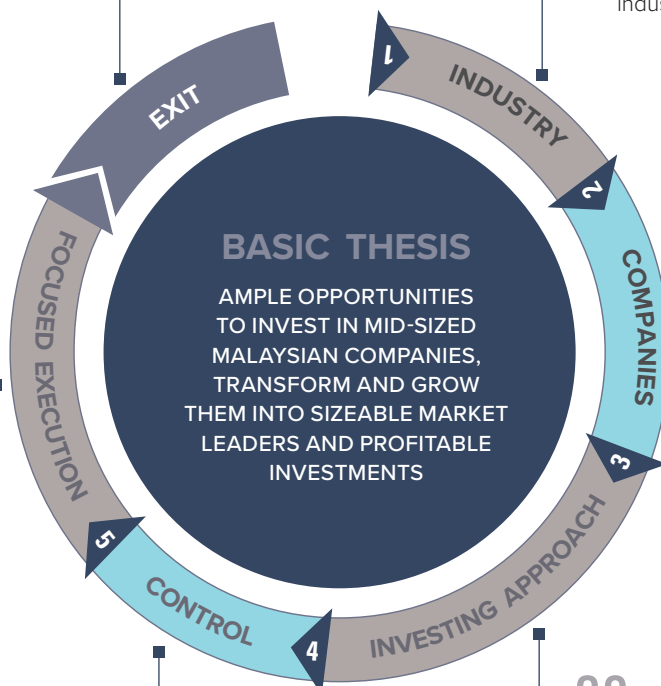 indus
EXIT
1
INDUSTRY
2
COMPANIES
3
INVESTING APPROACH
4
CONTROL
5
FOCUSED EXECUTION
BASIC THESIS
AMPLE OPPORTUNITIES
TO INVEST IN MID-SIZED
MALAYSIAN COMPANIES,
TRANSFORM AND GROW
THEM INTO SIZEABLE MARKET
LEADERS AND PROFITABLE
INVESTMENTS